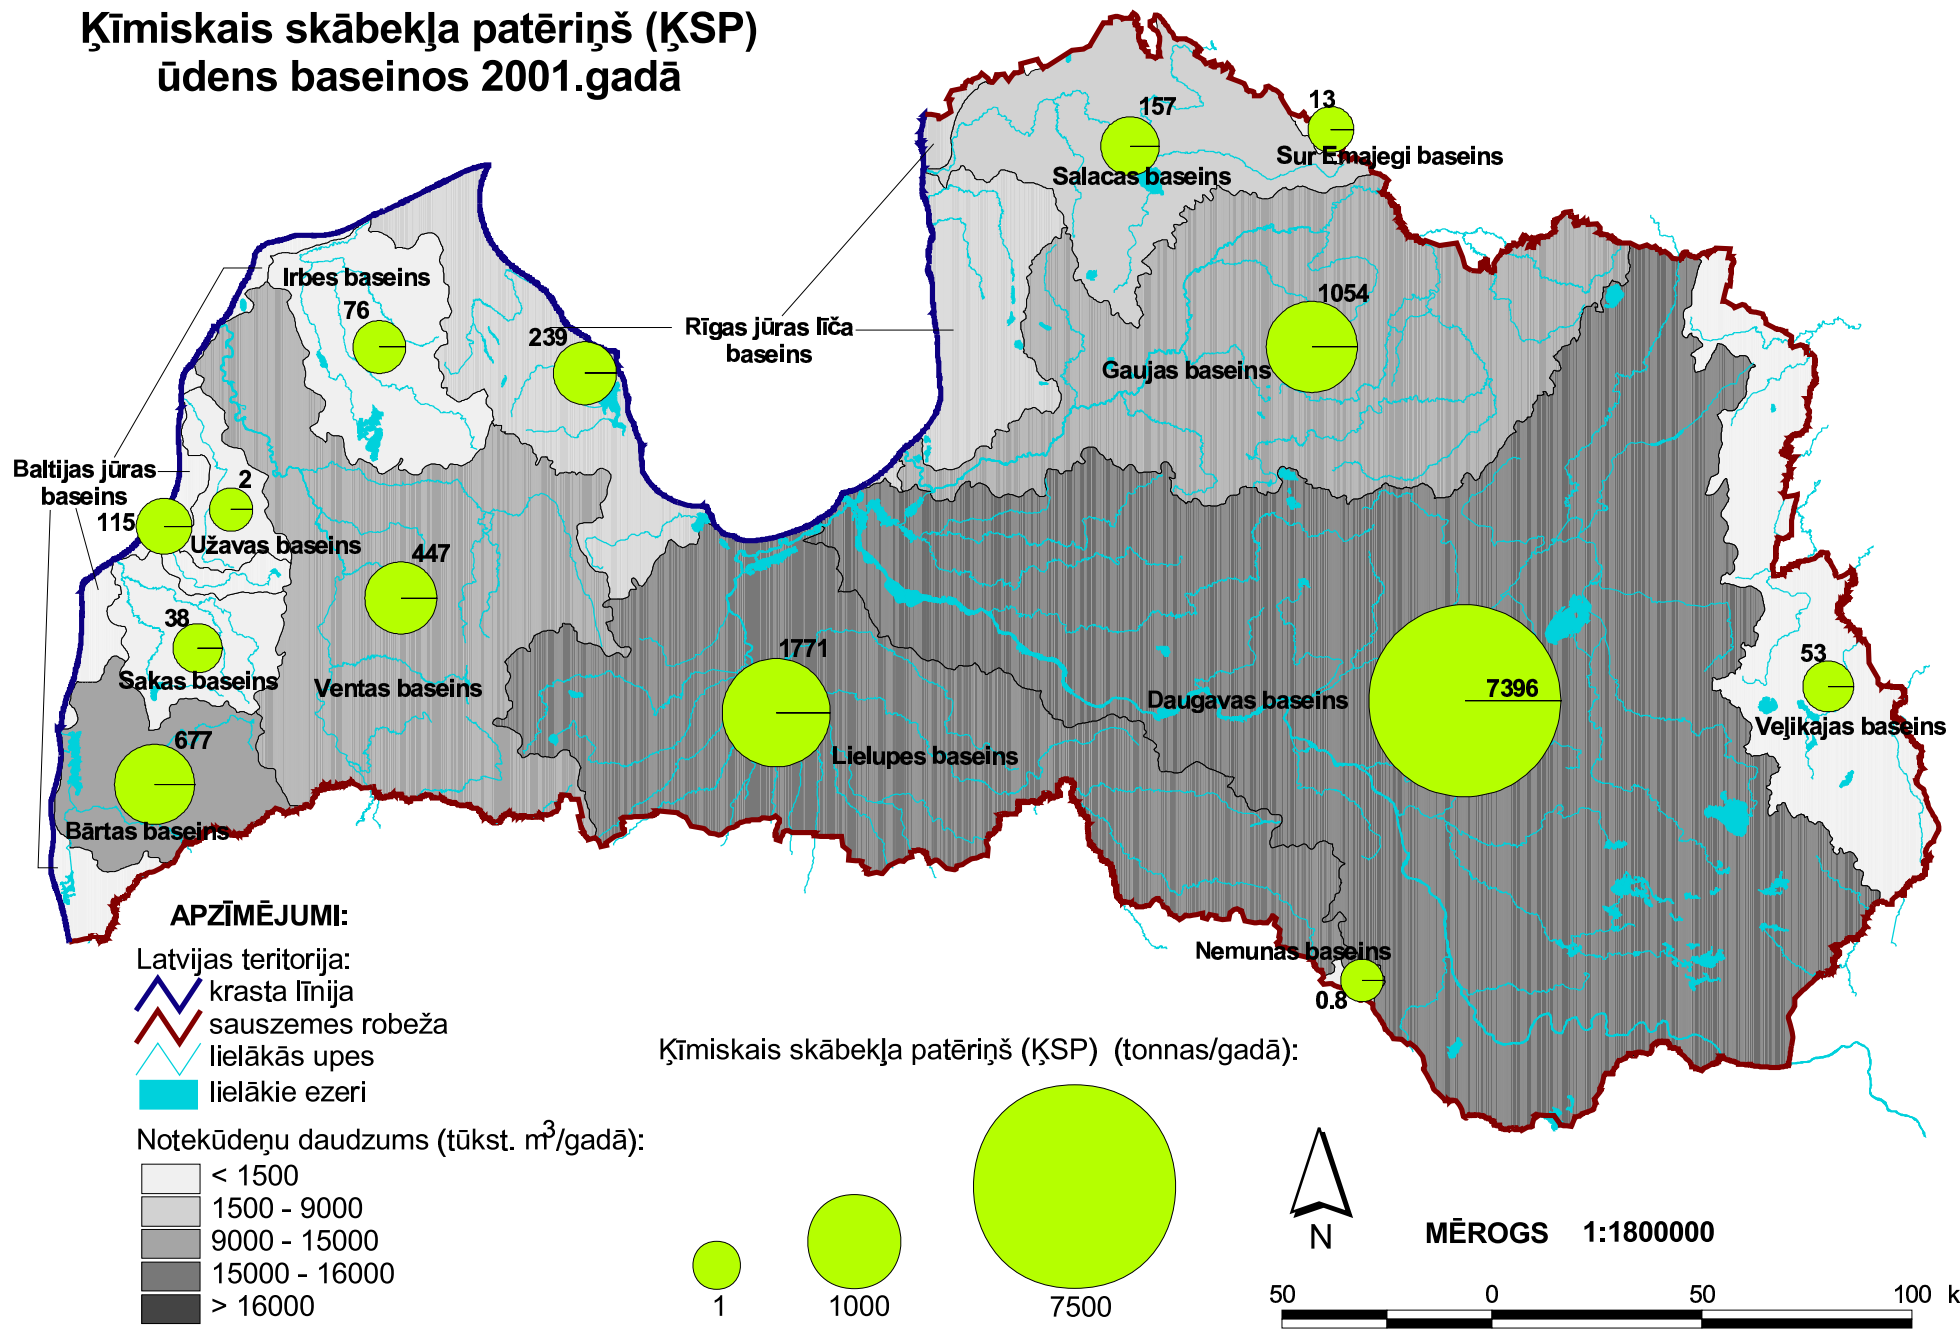 Ķīmiskais skābekļa patēriņš (ĶSP)
ūdens baseinos 2001.gadā
157
13
Sur Emajegi baseins
Salacas baseins
Irbes baseins
76
239
Rīgas jūras līča
baseins
1054
Gaujas baseins
Baltijas jūras
baseins
115
2
Užavas baseins
447
38
Sakas baseins
Ventas baseins
1771
Lielupes baseins
Daugavas baseins
7396
53
Veļikajas baseins
677
Bārtas baseins
Nemunas baseins
0.8
APZĪMĒJUMI:
Latvijas teritorija:
krasta līnija
sauszemes robeža
lielākās upes
lielākie ezeri
Notekūdeņu daudzums (tūkst. m³/gadā):
< 1500
1500 - 9000
9000 - 15000
15000 - 16000
> 16000
Ķīmiskais skābekļa patēriņš (ĶSP) (tonnas/gadā):
1
1000
7500
N
MĒROGS 1:1800000
50 0 50 100 k